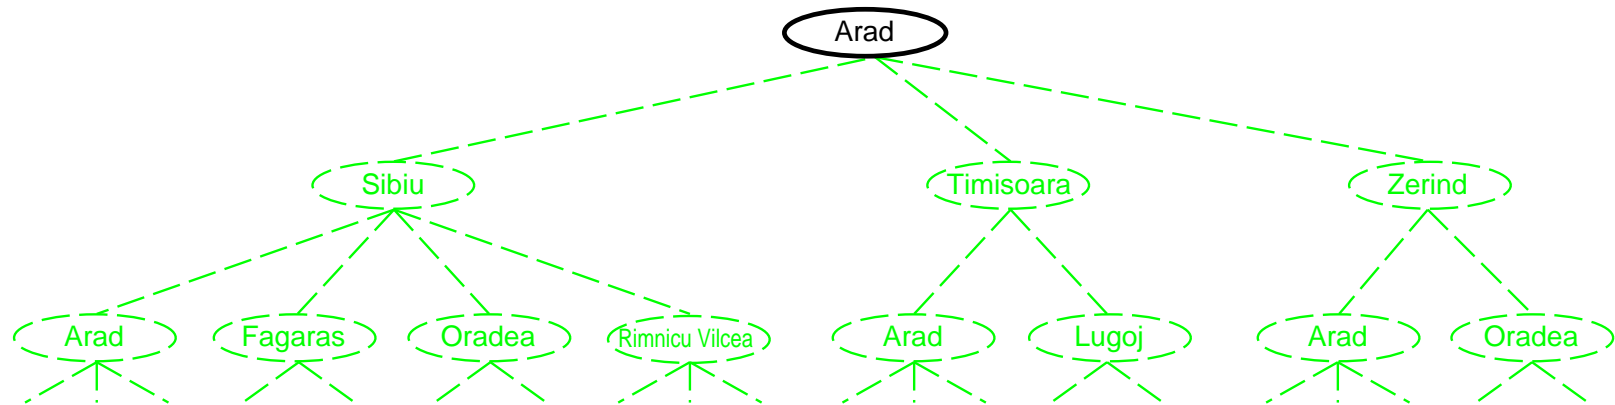 Arad
Sibiu
Timisoara
Zerind
Arad
Fagaras
Oradea
Rimnicu Vilcea
Arad
Lugoj
Arad
Oradea